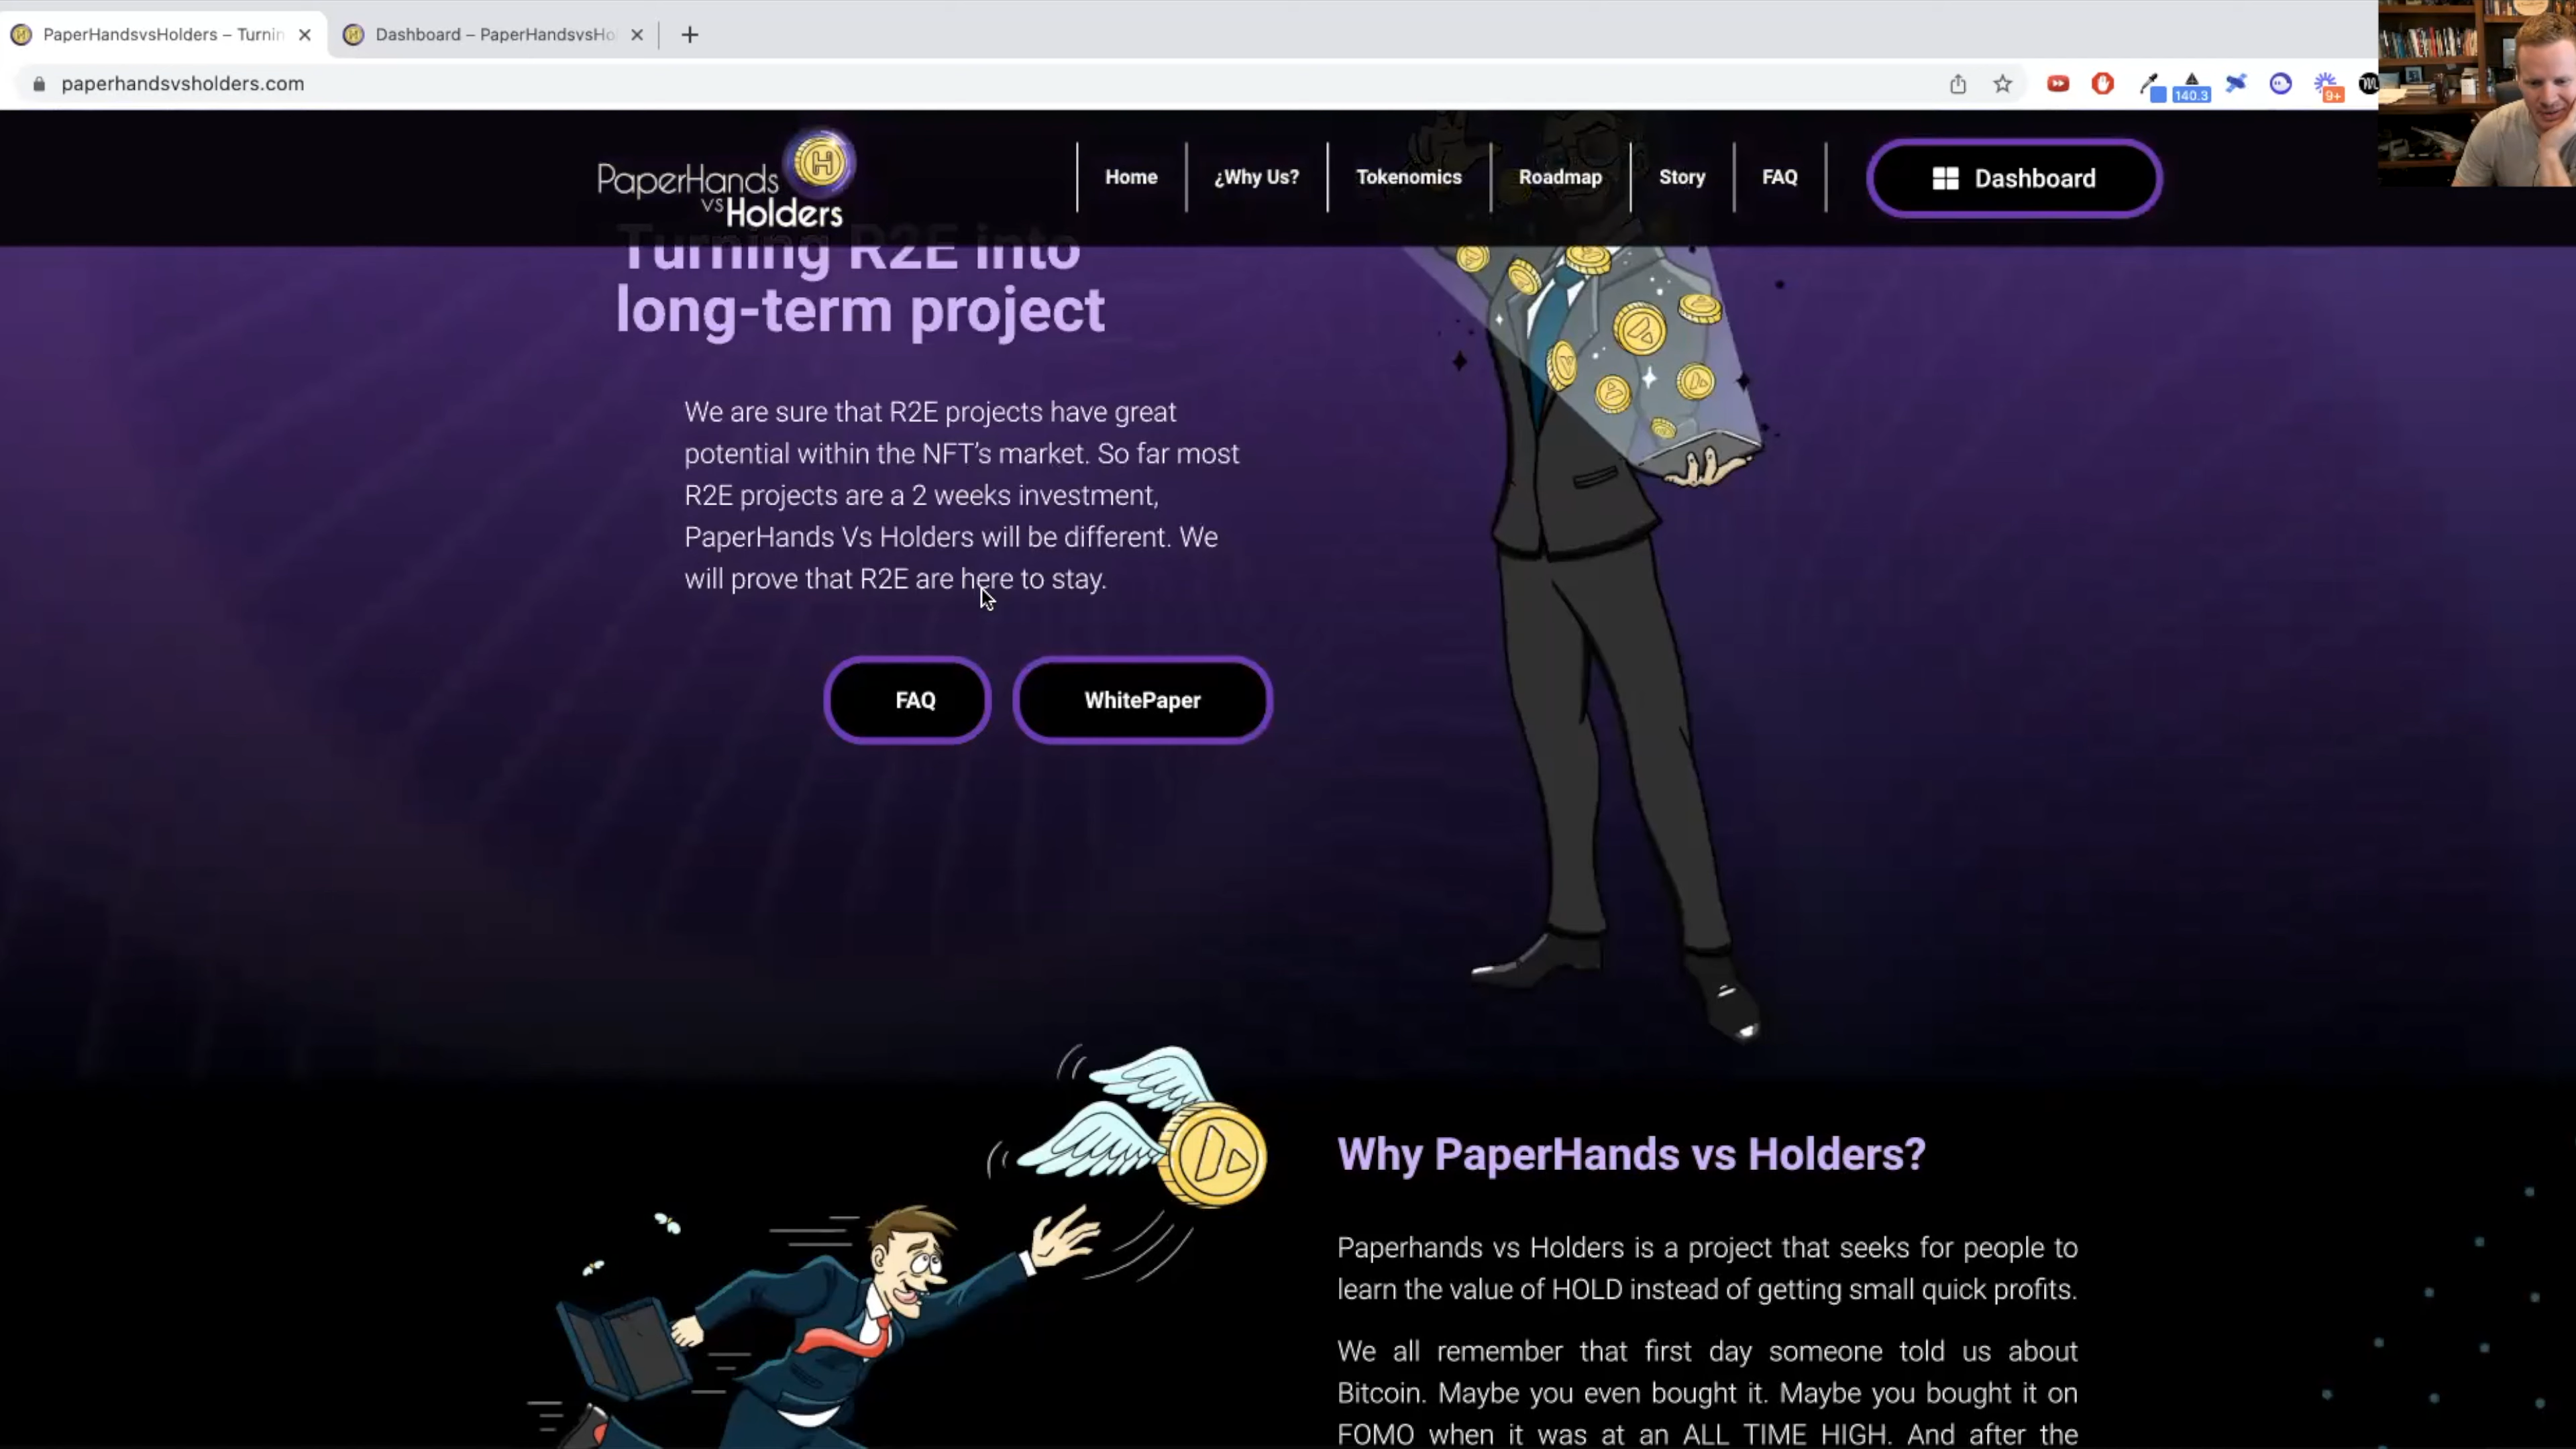 PaperHandsvsHolders – Turnin
Dashboard – PaperHandsvsHo
paperhandsvsholders.com
140.3
9+
PaperHands
vs Holders
Home
¿Why Us?
Tokenomics
Roadmap
Story
FAQ
Dashboard
Turning R2E into
long-term project
We are sure that R2E projects have great
potential within the NFT’s market. So far most
R2E projects are a 2 weeks investment,
PaperHands Vs Holders will be different. We
will prove that R2E are here to stay.
FAQ
WhitePaper
Why PaperHands vs Holders?
Paperhands vs Holders is a project that seeks for people to
learn the value of HOLD instead of getting small quick profits.
We all remember that first day someone told us about
Bitcoin. Maybe you even bought it. Maybe you bought it on
FOMO when it was at an ALL TIME HIGH. And after the